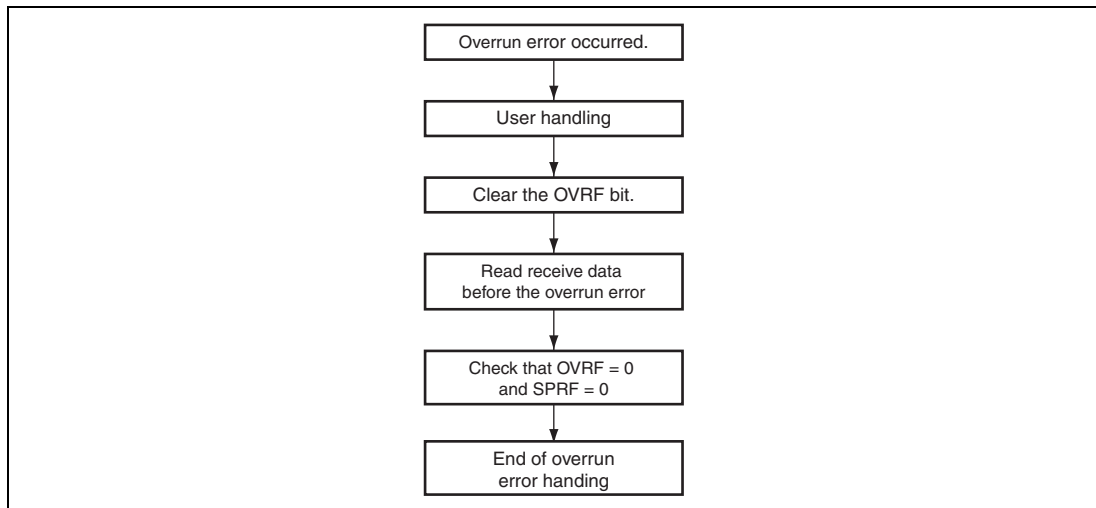 Overrun error occurred.
User handling
Clear the OVRF bit.
Read receive data
before the overrun error
Check that OVRF = 0
and SPRF = 0
End of overrun
error handing